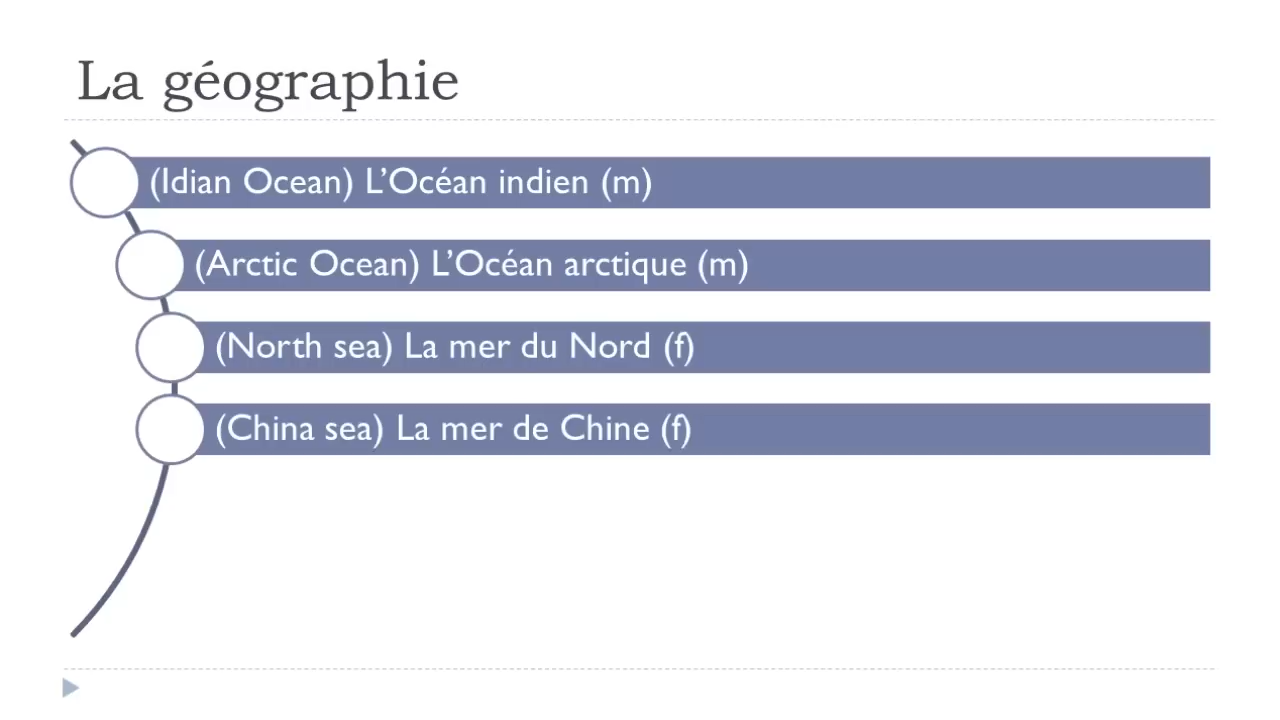 La géographie
(Idian Ocean) L’Océan indien (m)
(Arctic Ocean) L’Océan arctique (m)
(North sea) La mer du Nord (f)
(China sea) La mer de Chine (f)